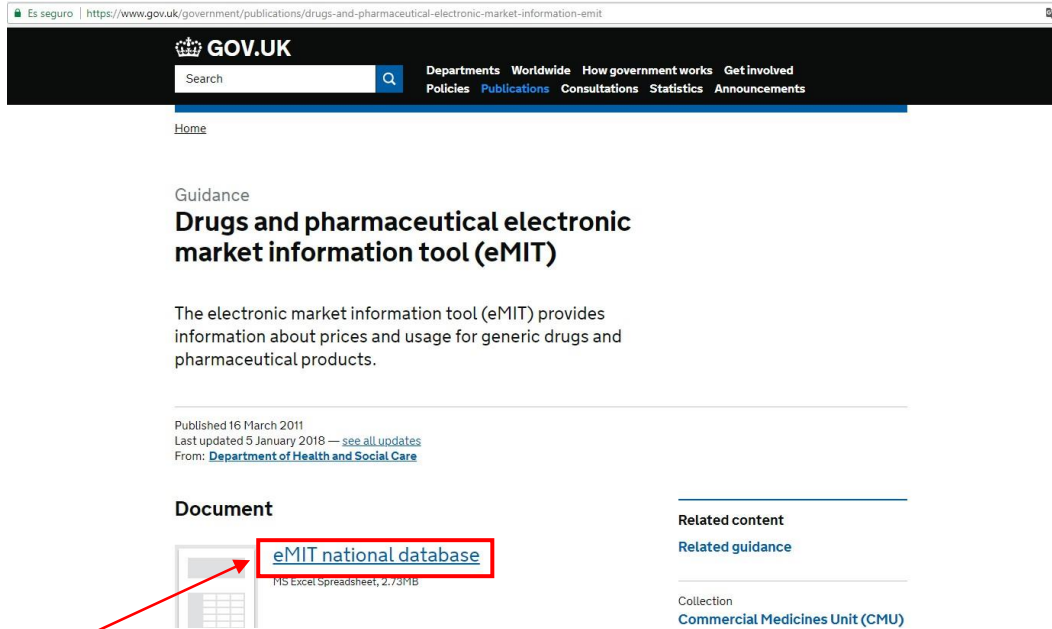 Es seguro | https://www.gov.uk/government/publications/drugs-and-pharmaceutical-electronic-market-information-emit
GOV.UK
Search
Departments Worldwide How government works Get involved
Policies Publications Consultations Statistics Announcements
Home
Guidance
Drugs and pharmaceutical electronic
market information tool (eMIT)
The electronic market information tool (eMIT) provides
information about prices and usage for generic drugs and
pharmaceutical products.
Published 16 March 2011
Last updated 5 January 2018 — see all updates
From: Department of Health and Social Care
Document
eMIT national database
MS Excel Spreadsheet, 2.73MB
Related content
Related guidance
Collection
Commercial Medicines Unit (CMU)